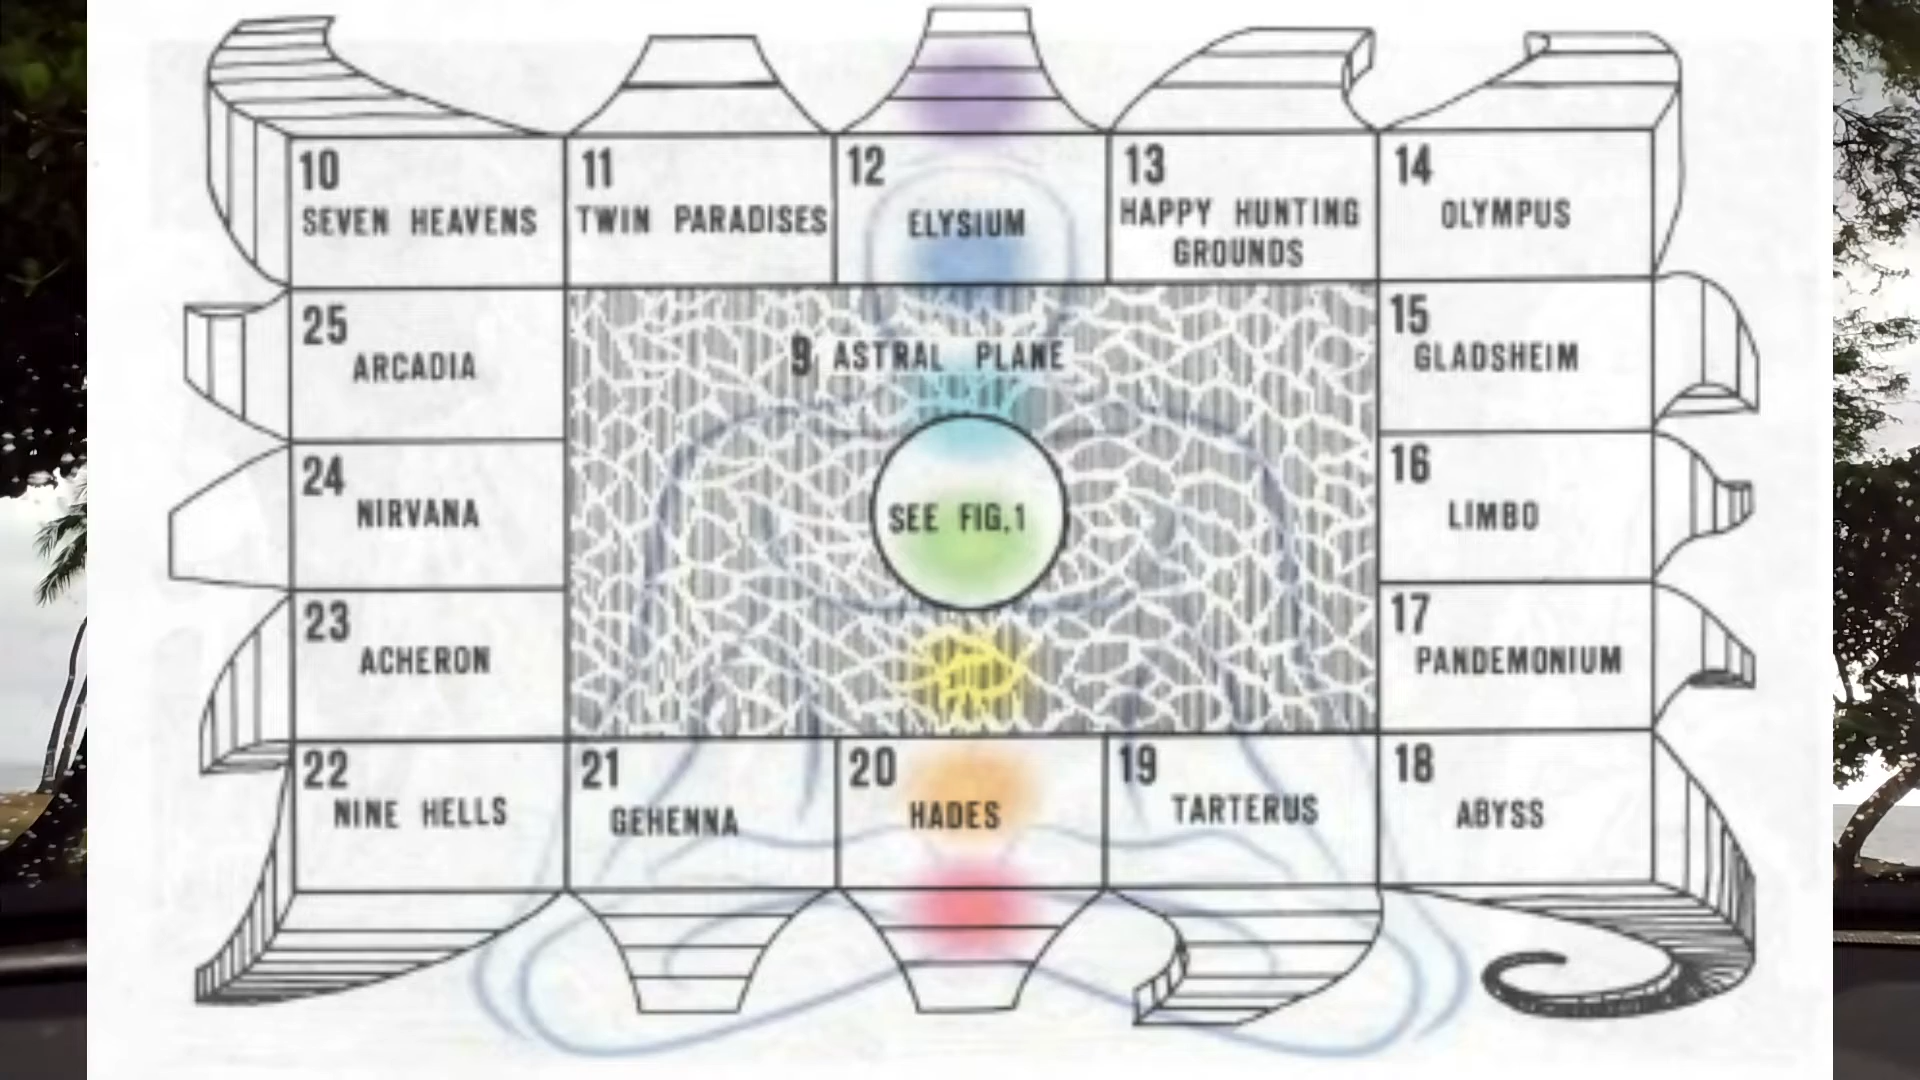 10
SEVEN HEAVENS
11
TWIN PARADISES
12
ELYSIUM
13
HAPPY HUNTING
GROUNDS
14
OLYMPUS
25
ARCADIA
9 ASTRAL PLANE
15
GLADSHEIM
24
NIRVANA
SEE FIG.1
16
LIMBO
23
ACHERON
17
PANDEMONIUM
22
NINE HELLS
21
GEHENNA
20
HADES
19
TARTERUS
18
ABYSS